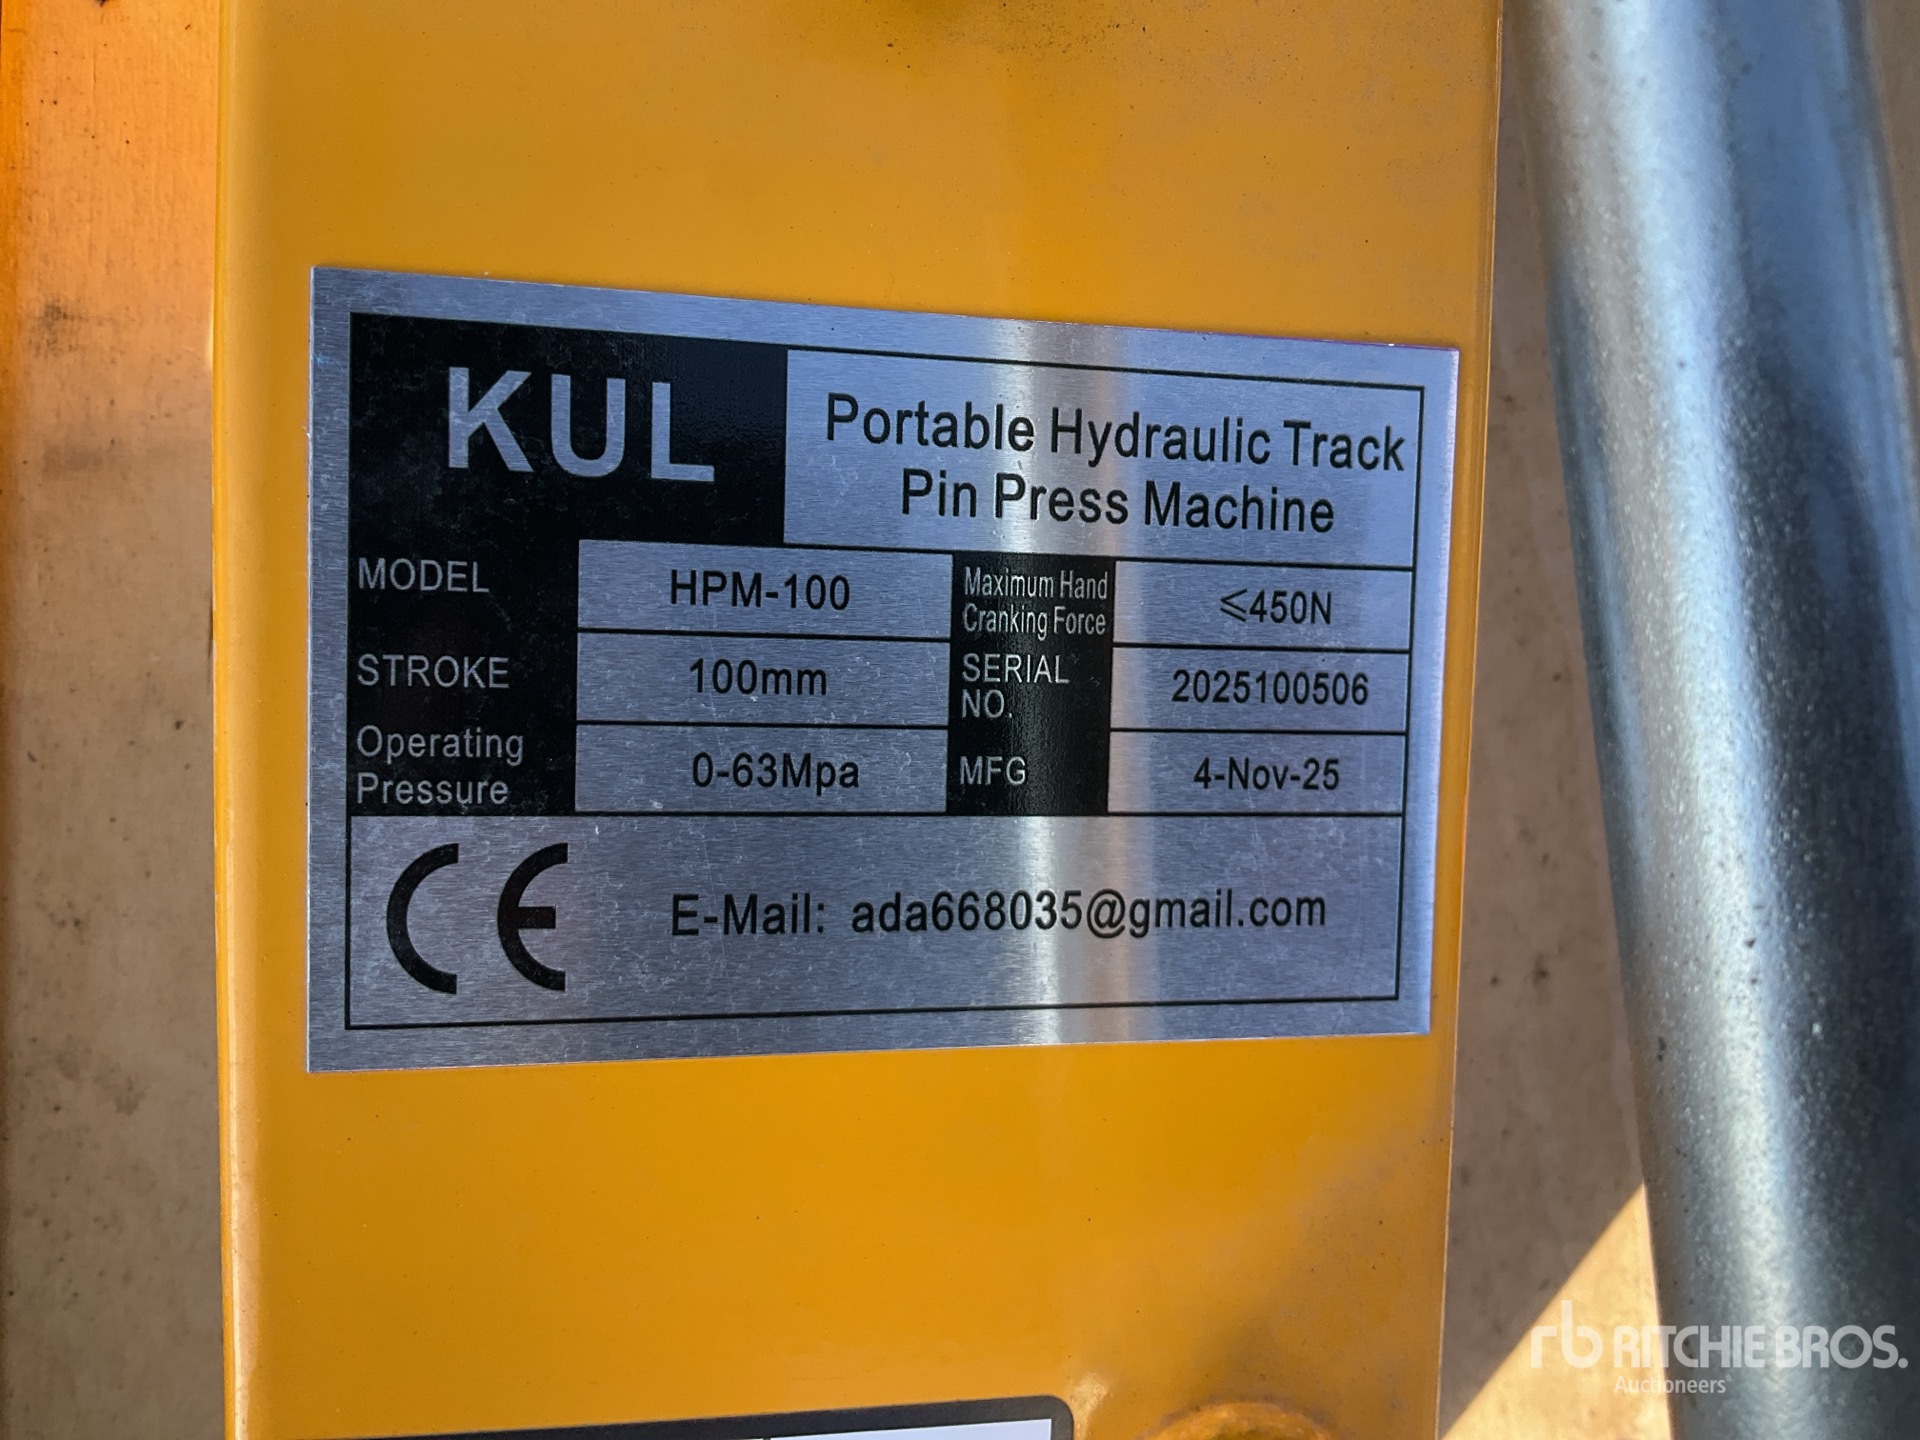 KUL
Portable Hydraulic Track
Pin Press Machine
MODEL HPM-100
Maximum Hand
Cranking Force
≤450N
STROKE 100mm
SERIAL
NO.
2025100506
Operating
Pressure
0-63Mpa
MFG 4-Nov-25
CE E-Mail: ada668035@gmail.com
rb RITCHIE BROS.
Auctioneers